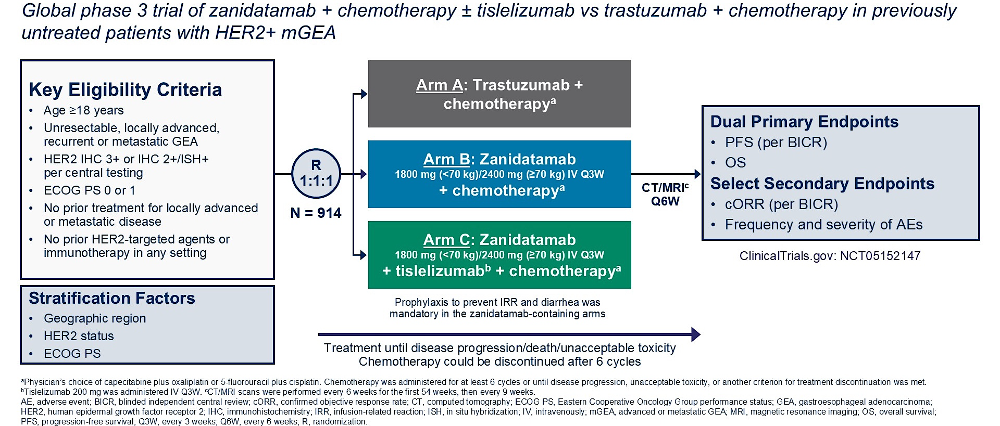 Global phase 3 trial of zanidatamab + chemotherapy ± tislelizumab vs trastuzumab + chemotherapy in previously
untreated patients with HER2+ mGEA
Key Eligibility Criteria
• Age ≥18 years
• Unresectable, locally advanced,
recurrent or metastatic GEA
• HER2 IHC 3+ or IHC 2+/ISH+
per central testing
• ECOG PS 0 or 1
• No prior treatment for locally advanced
or metastatic disease
• No prior HER2-targeted agents or
immunotherapy in any setting
Stratification Factors
• Geographic region
• HER2 status
• ECOG PS
R
1:1:1
N = 914
Arm A: Trastuzumab +
chemotherapyᵃ
Arm B: Zanidatamab
1800 mg (<70 kg)/2400 mg (≥70 kg) IV Q3W
+ chemotherapyᵃ
Arm C: Zanidatamab
1800 mg (<70 kg)/2400 mg (≥70 kg) IV Q3W
+ tislelizumabᵇ + chemotherapyᵃ
Prophylaxis to prevent IRR and diarrhea was
mandatory in the zanidatamab-containing arms
Treatment until disease progression/death/unacceptable toxicity
Chemotherapy could be discontinued after 6 cycles
CT/MRIᶜ
Q6W
Dual Primary Endpoints
• PFS (per BICR)
• OS
Select Secondary Endpoints
• cORR (per BICR)
• Frequency and severity of AEs
ClinicalTrials.gov: NCT05152147
ᵃPhysician's choice of capecitabine plus oxaliplatin or 5-fluorouracil plus cisplatin. Chemotherapy was administered for at least 6 cycles or until disease progression, unacceptable toxicity, or another criterion for treatment discontinuation was met.
ᵇTislelizumab 200 mg was administered IV Q3W. ᶜCT/MRI scans were performed every 6 weeks for the first 54 weeks, then every 9 weeks.
AE, adverse event; BICR, blinded independent central review; cORR, confirmed objective response rate; CT, computed tomography; ECOG PS, Eastern Cooperative Oncology Group performance status; GEA, gastroesophageal adenocarcinoma;
HER2, human epidermal growth factor receptor 2; IHC, immunohistochemistry; IRR, infusion-related reaction; ISH, in situ hybridization; IV, intravenously; mGEA, advanced or metastatic GEA; MRI, magnetic resonance imaging; OS, overall survival;
PFS, progression-free survival; Q3W, every 3 weeks; Q6W, every 6 weeks; R, randomization.